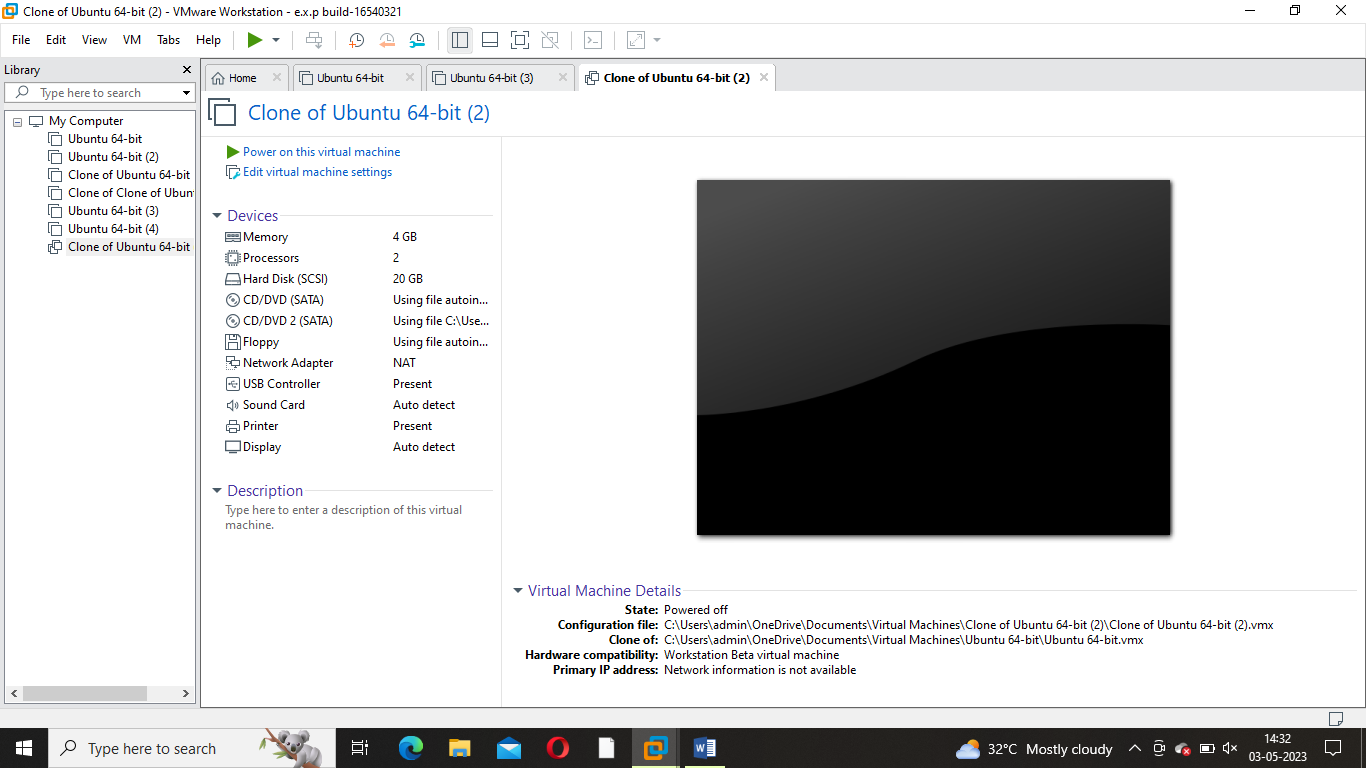 Clone of Ubuntu 64-bit (2) - VMware Workstation - e.x.p build-16540321
File Edit View VM Tabs Help
Library
Type here to search
My Computer
Ubuntu 64-bit
Ubuntu 64-bit (2)
Clone of Ubuntu 64-bit
Clone of Clone of Ubun
Ubuntu 64-bit (3)
Ubuntu 64-bit (4)
Clone of Ubuntu 64-bit
Home Ubuntu 64-bit Ubuntu 64-bit (3) Clone of Ubuntu 64-bit (2)
Clone of Ubuntu 64-bit (2)
Power on this virtual machine
Edit virtual machine settings
Devices
Memory 4 GB
Processors 2
Hard Disk (SCSI) 20 GB
CD/DVD (SATA) Using file autoin...
CD/DVD 2 (SATA) Using file C:\Use...
Floppy Using file autoin...
Network Adapter NAT
USB Controller Present
Sound Card Auto detect
Printer Present
Display Auto detect
Description
Type here to enter a description of this virtual
machine.
Virtual Machine Details
State: Powered off
Configuration file: C:\Users\admin\OneDrive\Documents\Virtual Machines\Clone of Ubuntu 64-bit (2)\Clone of Ubuntu 64-bit (2).vmx
Clone of: C:\Users\admin\OneDrive\Documents\Virtual Machines\Ubuntu 64-bit\Ubuntu 64-bit.vmx
Hardware compatibility: Workstation Beta virtual machine
Primary IP address: Network information is not available
Type here to search
32°C Mostly cloudy
14:32
03-05-2023